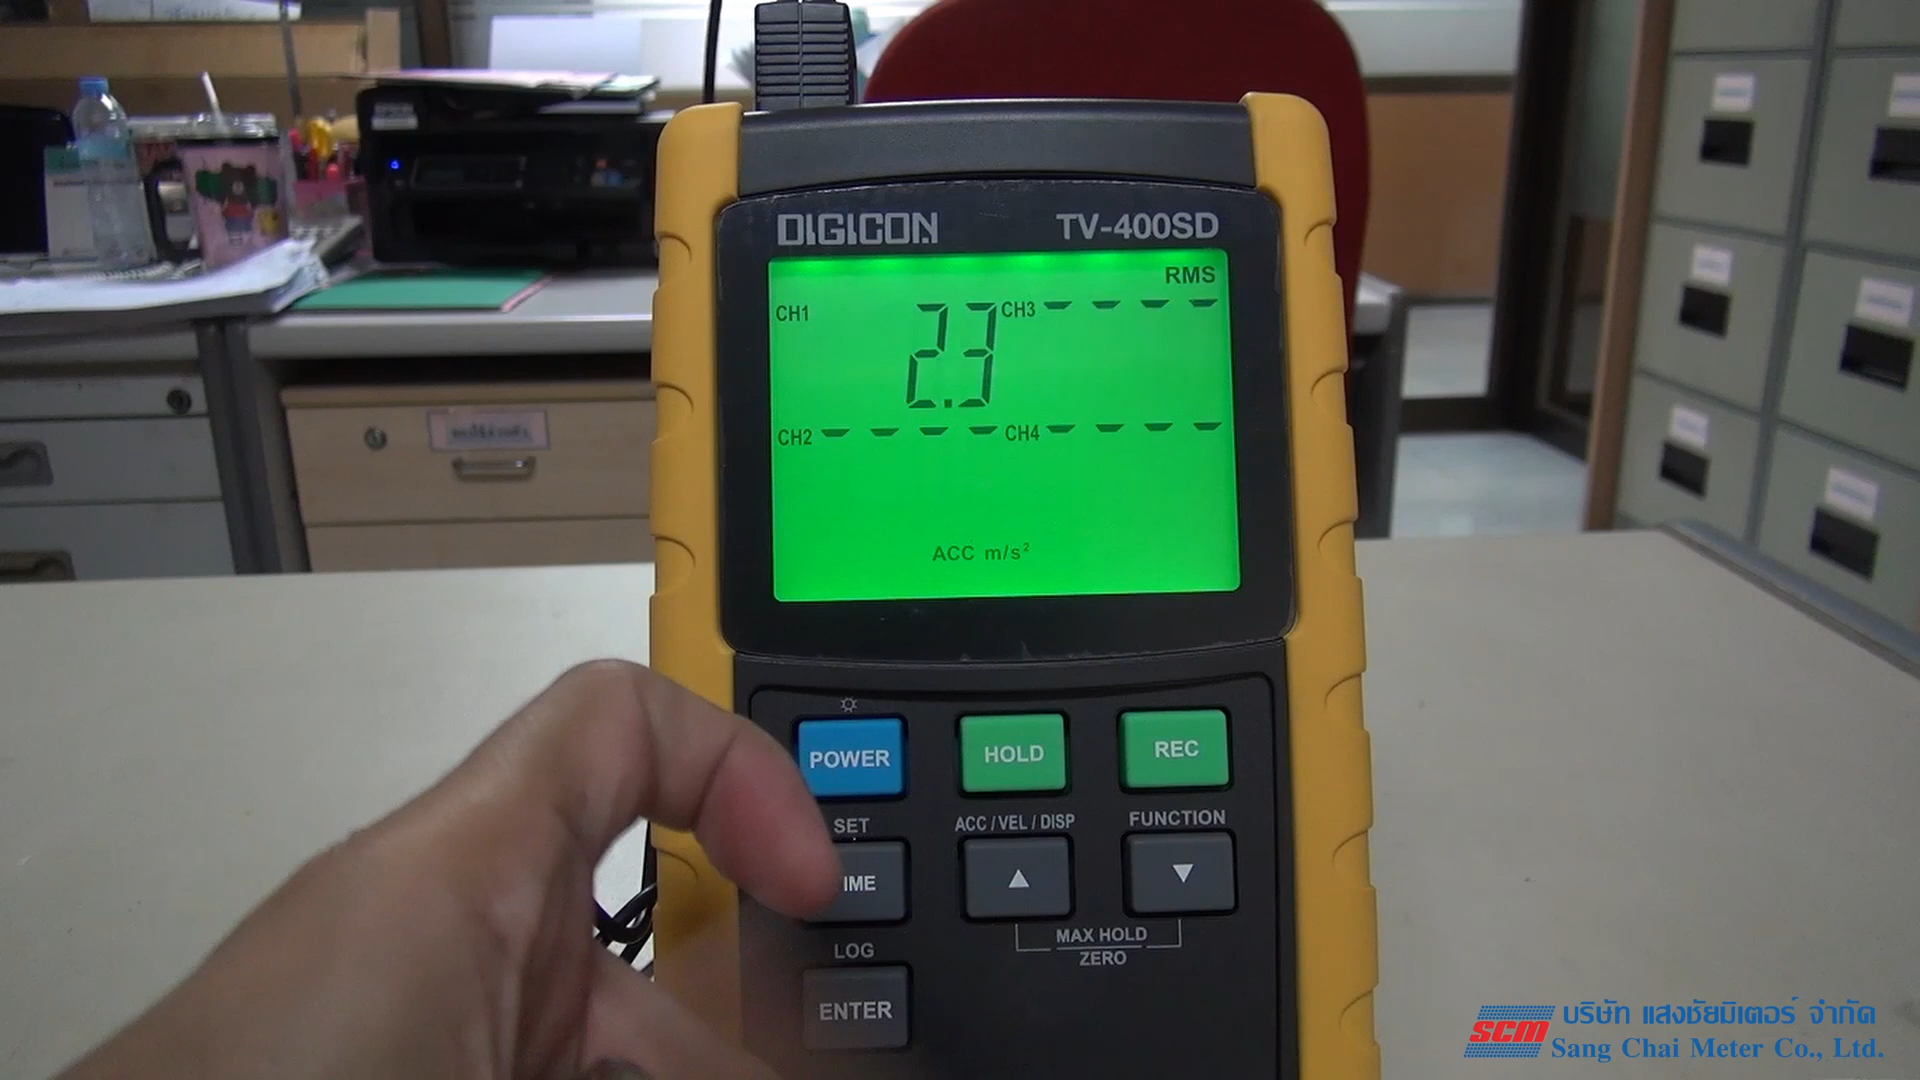 DIGICON TV-400SD
RMS
CH1 2.3 CH3 - - - -
CH2 - - - - CH4 - - - -
ACC m/s²
POWER HOLD REC
SET ACC / VEL / DISP FUNCTION
IME ▲ ▼
MAX HOLD
ZERO
LOG
ENTER
SCM บริษัท แสงชัยมิเตอร์ จำกัด
Sang Chai Meter Co., Ltd.